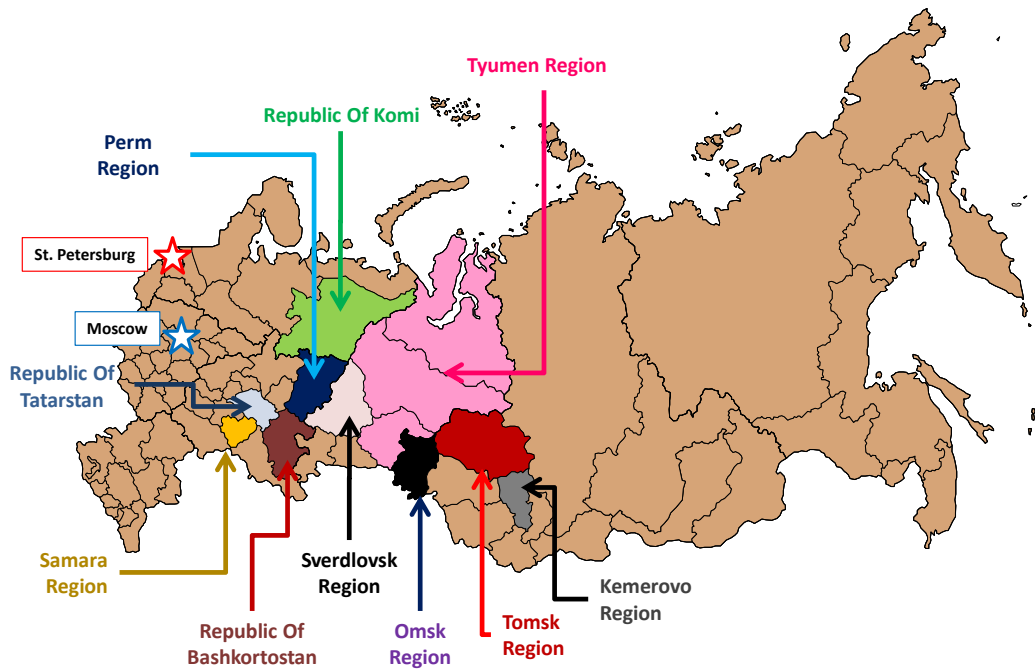 Tyumen Region
Republic Of Komi
Perm
Region
St. Petersburg
Moscow
Republic Of
Tatarstan
Samara
Region
Sverdlovsk
Region
Kemerovo
Region
Republic Of
Bashkortostan
Omsk
Region
Tomsk
Region